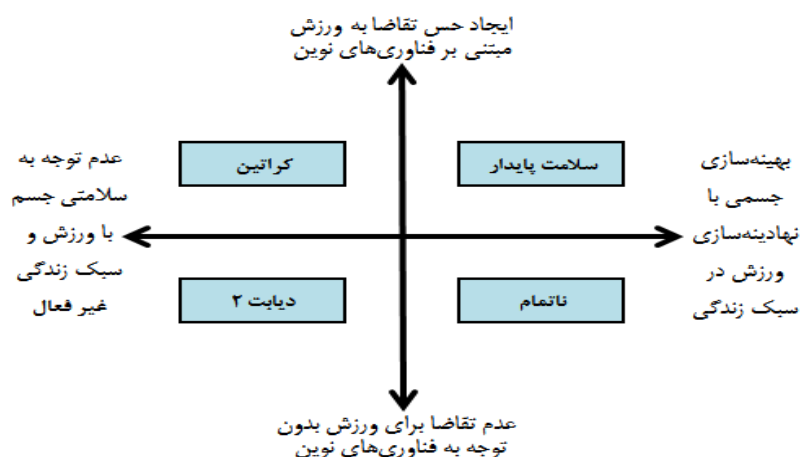 ایجاد حس تقاضا به ورزش
مبتنی بر فناوری‌های نوین
بهینه‌سازی
جسمی با
نهادینه‌سازی
ورزش در
سبک زندگی
سلامت پایدار
کراتین
عدم توجه به
سلامتی جسم
با ورزش و
سبک زندگی
غیر فعال
ناتمام
دیابت ۲
عدم تقاضا برای ورزش بدون
توجه به فناوری‌های نوین